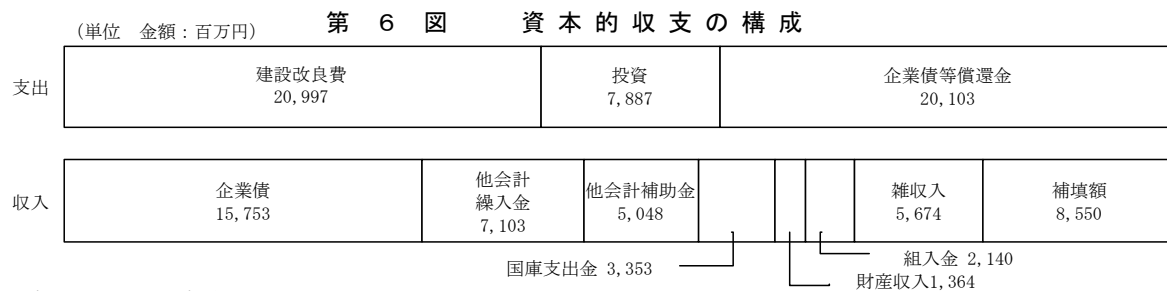 第 6 図 資本的収支の構成
(単位 金額:百万円)
支出
建設改良費
20,997
投資
7,887
企業債等償還金
20,103
収入
企業債
15,753
他会計
繰入金
7,103
他会計補助金
5,048
雑収入
5,674
補填額
8,550
国庫支出金 3,353
組入金 2,140
財産収入1,364